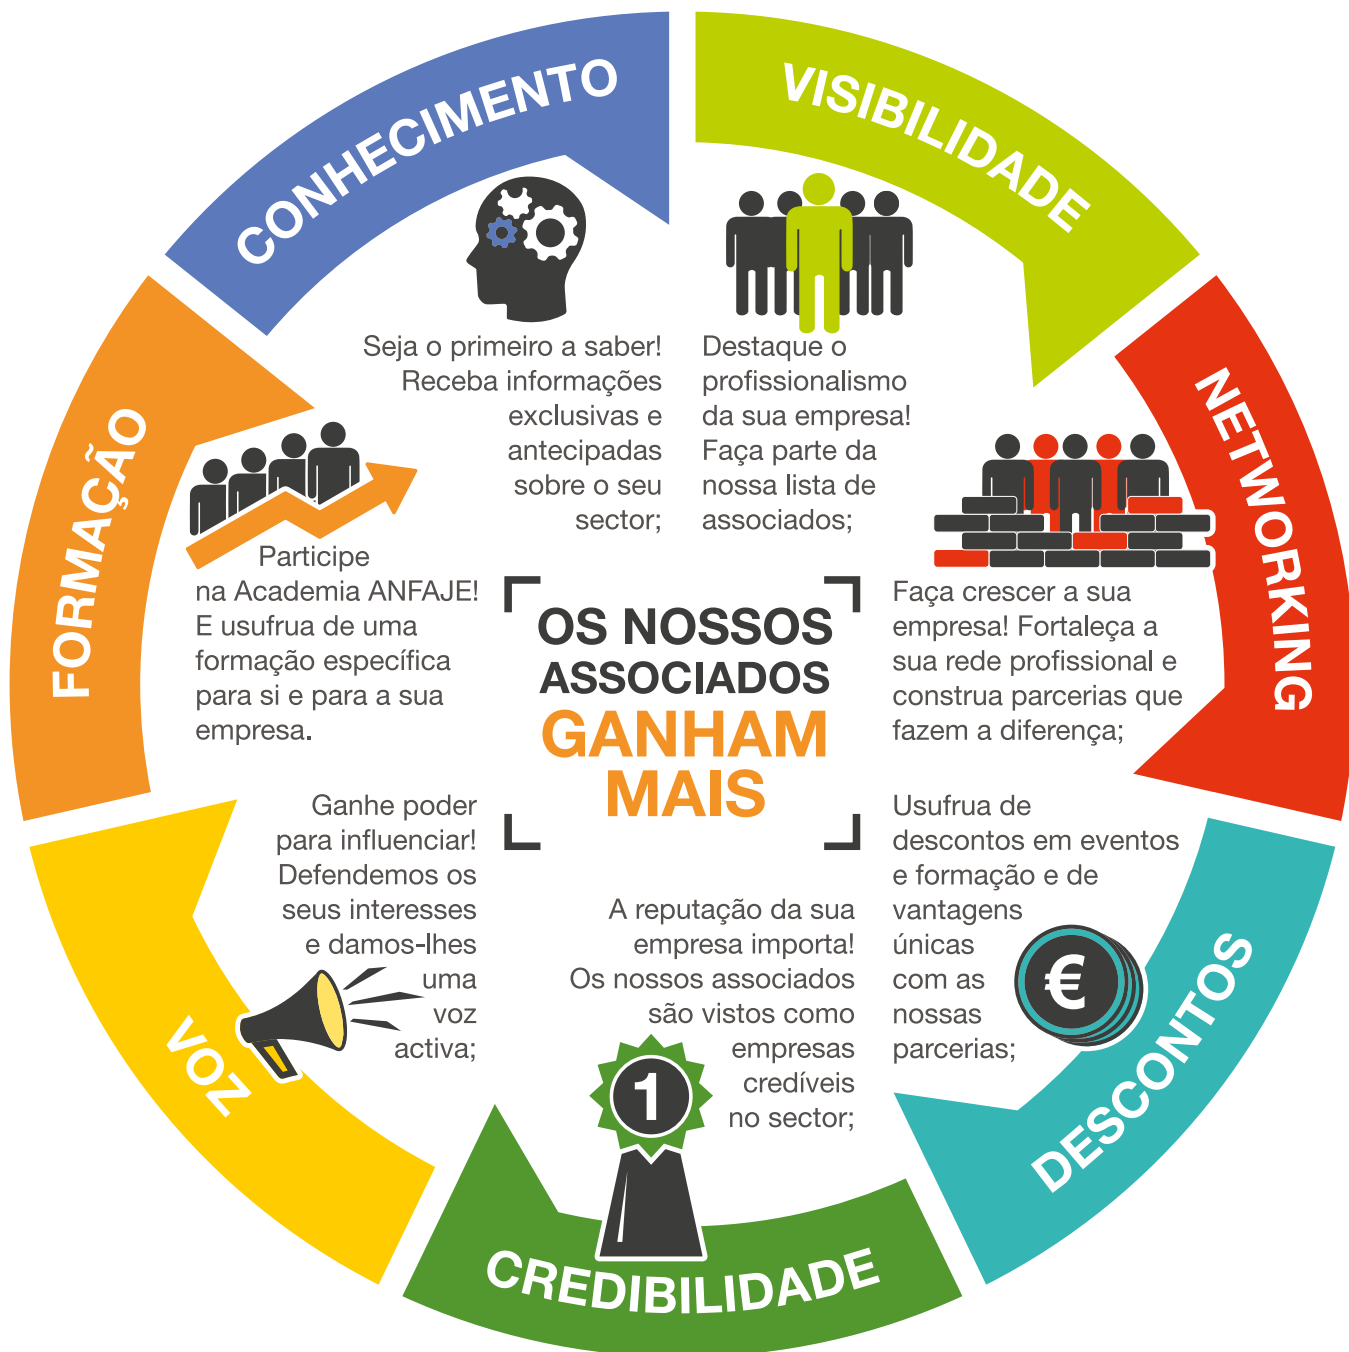 CONHECIMENTO
Seja o primeiro a saber!
Receba informações
exclusivas e
antecipadas
sobre o seu
sector;
VISIBILIDADE
Destaque o
profissionalismo
da sua empresa!
Faça parte da
nossa lista de
associados;
NETWORKING
Faça crescer a sua
empresa! Fortaleça a
sua rede profissional e
construa parcerias que
fazem a diferença;
DESCONTOS
Usufrua de
descontos em eventos
e formação e de
vantagens
únicas
com as
nossas
parcerias;
€
CREDIBILIDADE
A reputação da sua
empresa importa!
Os nossos associados
são vistos como
empresas
credíveis
no sector;
1
VOZ
Ganhe poder
para influenciar!
Defendemos os
seus interesses
e damos-lhes
uma
voz
activa;
FORMAÇÃO
Participe
na Academia ANFAJE!
E usufrua de uma
formação específica
para si e para a sua
empresa.
OS NOSSOS
ASSOCIADOS
GANHAM
MAIS